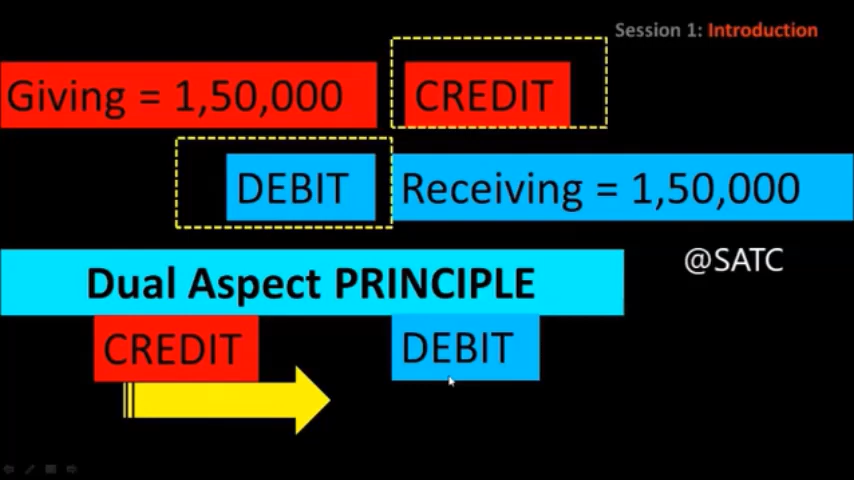 Session 1: Introduction
Giving = 1,50,000 CREDIT
DEBIT Receiving = 1,50,000
@SATC
Dual Aspect PRINCIPLE
CREDIT DEBIT